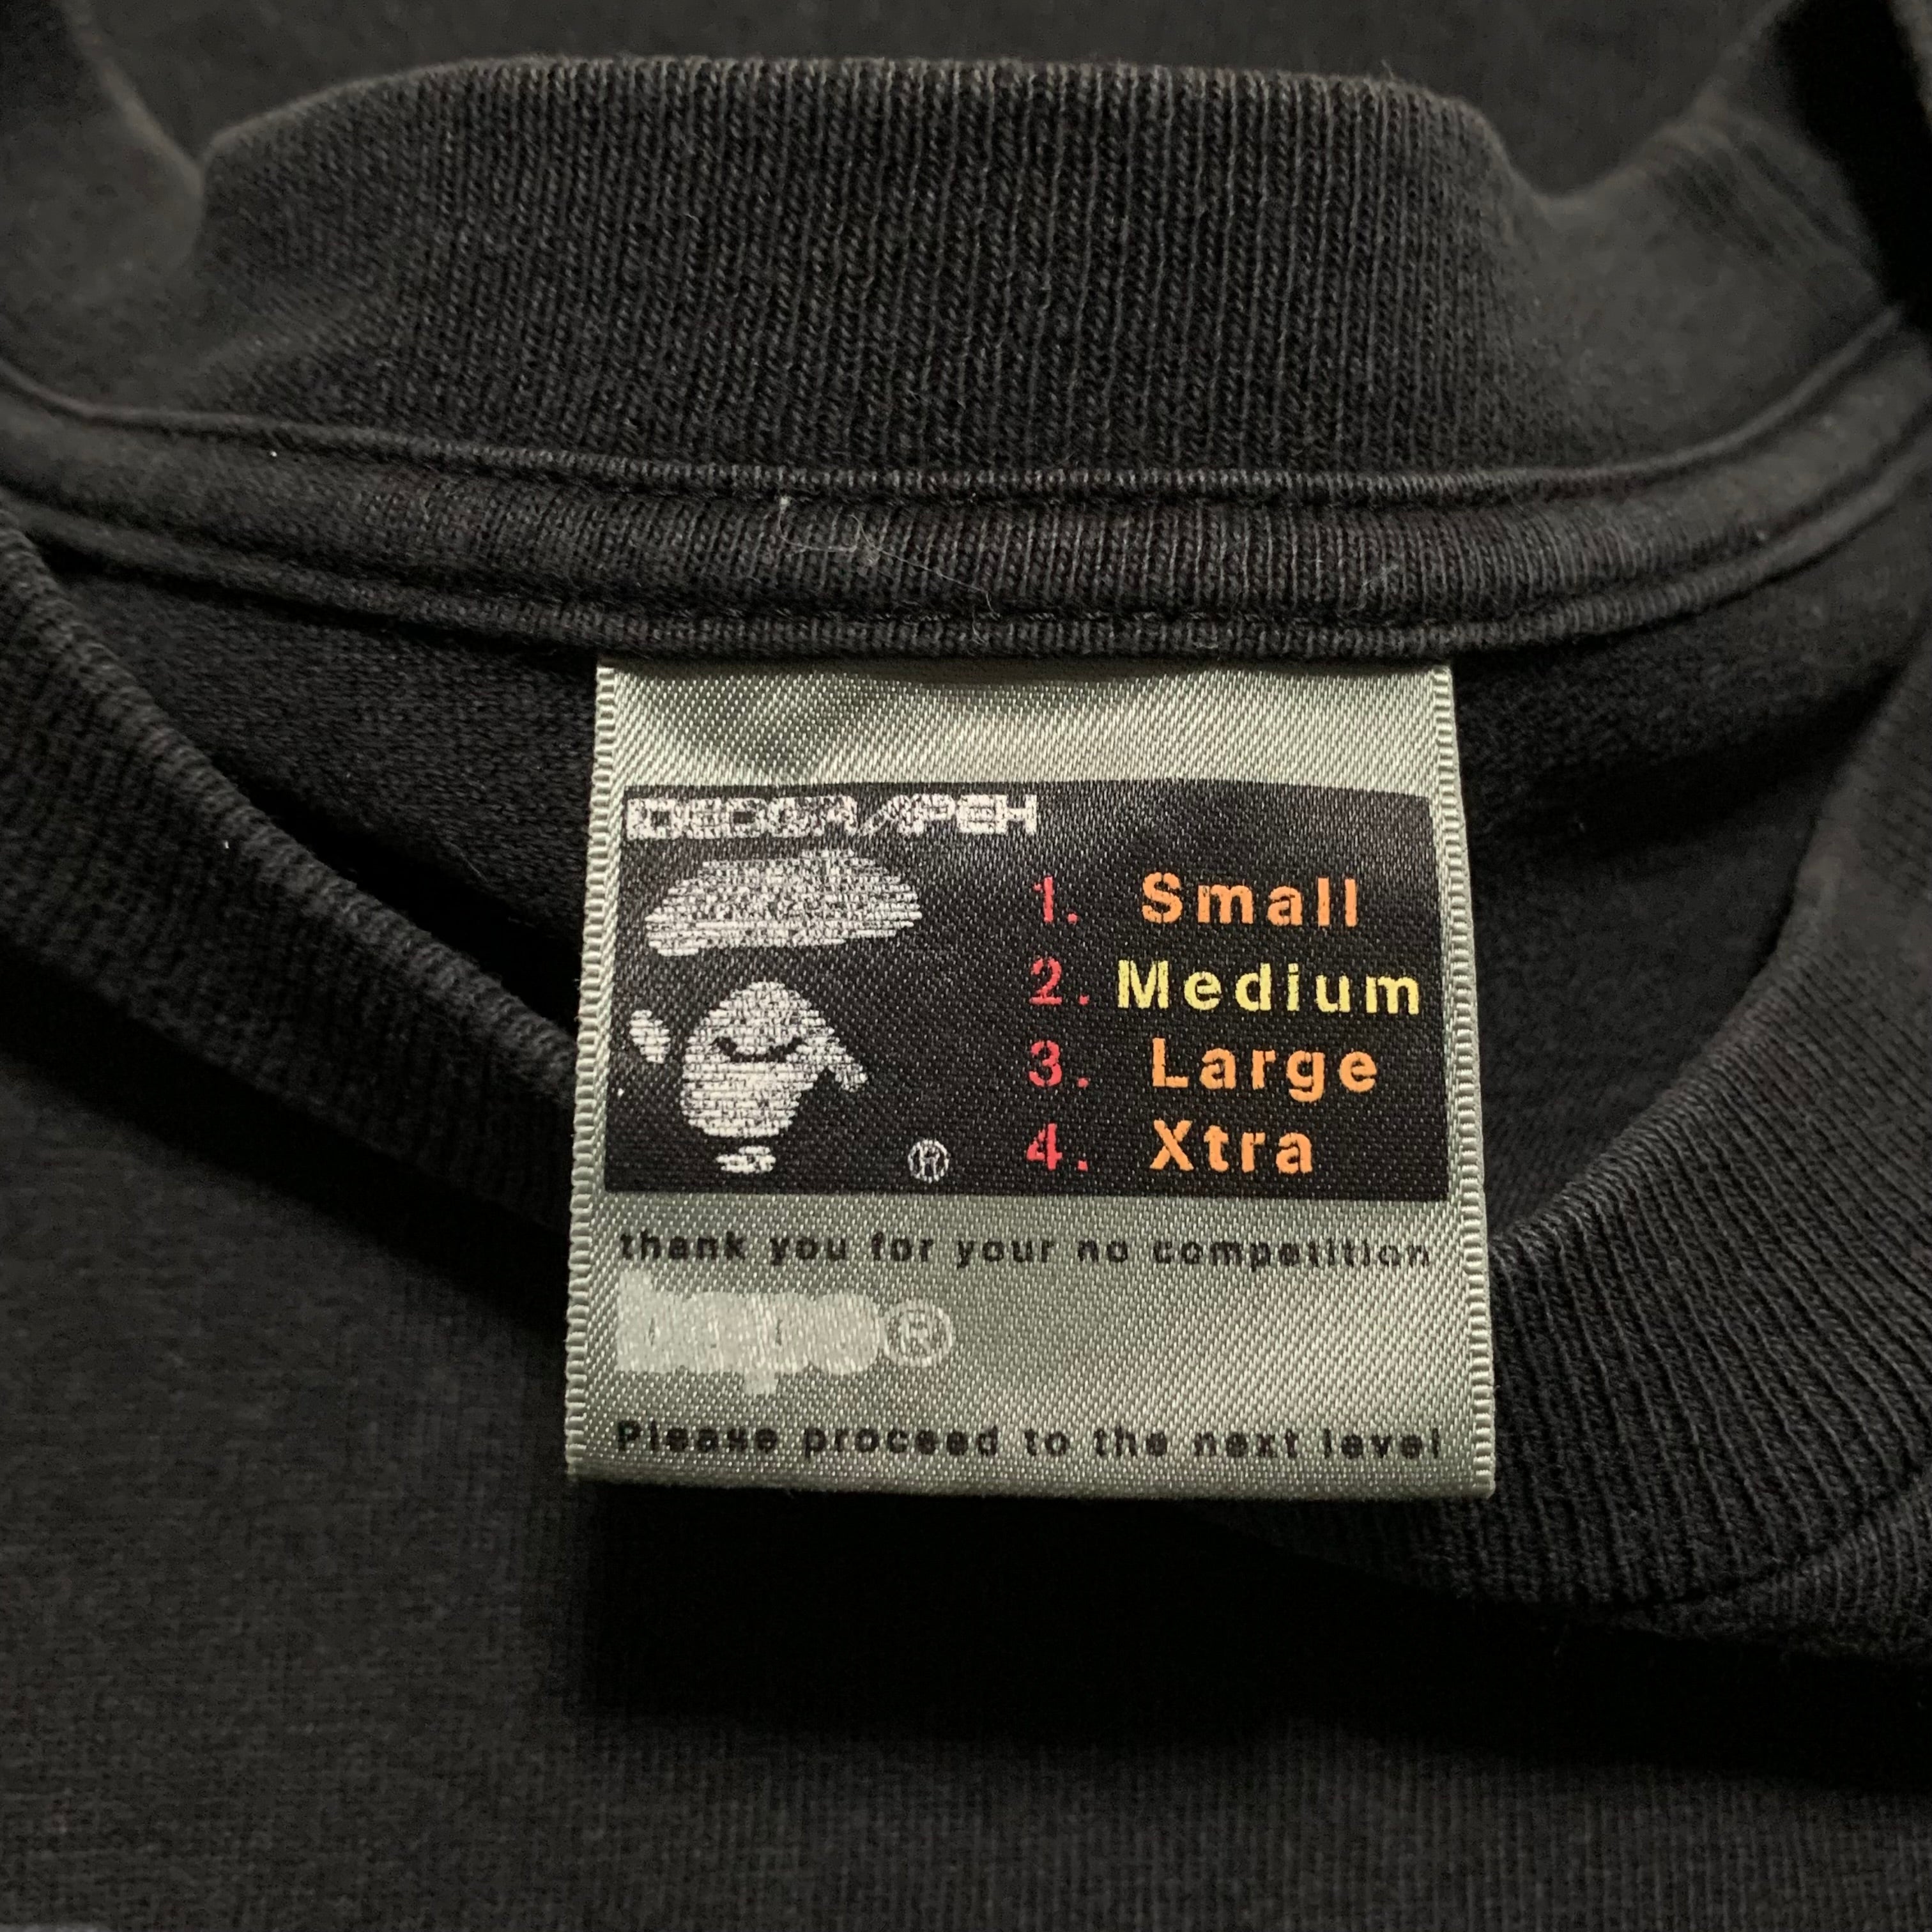 1. Small
2. Medium
3. Large
4. Xtra
®
thank you for your no competition
®
Please proceed to the next level